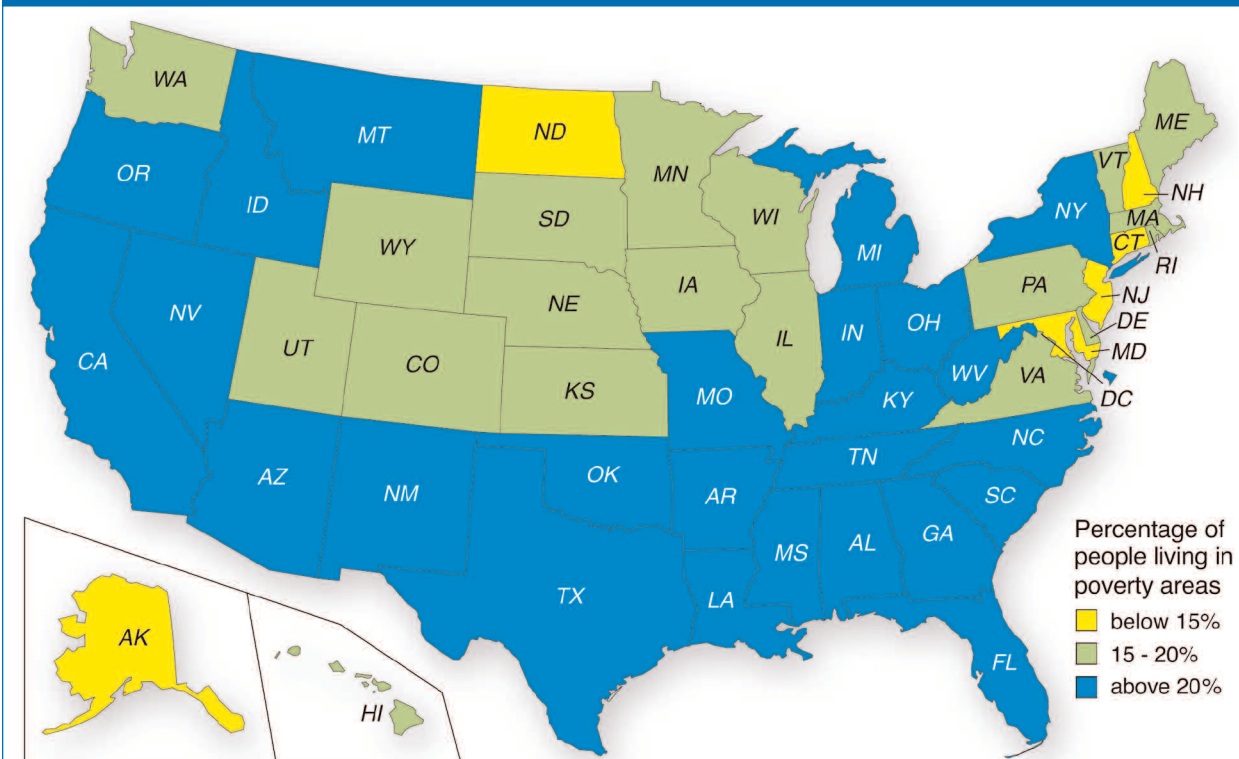 WA
MT
ND
MN
ME
VT
NH
OR
ID
SD
WI
NY
MA
WY
MI
CT
RI
NE
IA
PA
NJ
NV
UT
CO
IL
IN
OH
DE
MD
CA
KS
MO
WV
VA
KY
DC
NC
TN
AZ
NM
OK
AR
SC
MS
AL
GA
TX
LA
FL
AK
HI
Percentage of
people living in
poverty areas
below 15%
15 - 20%
above 20%